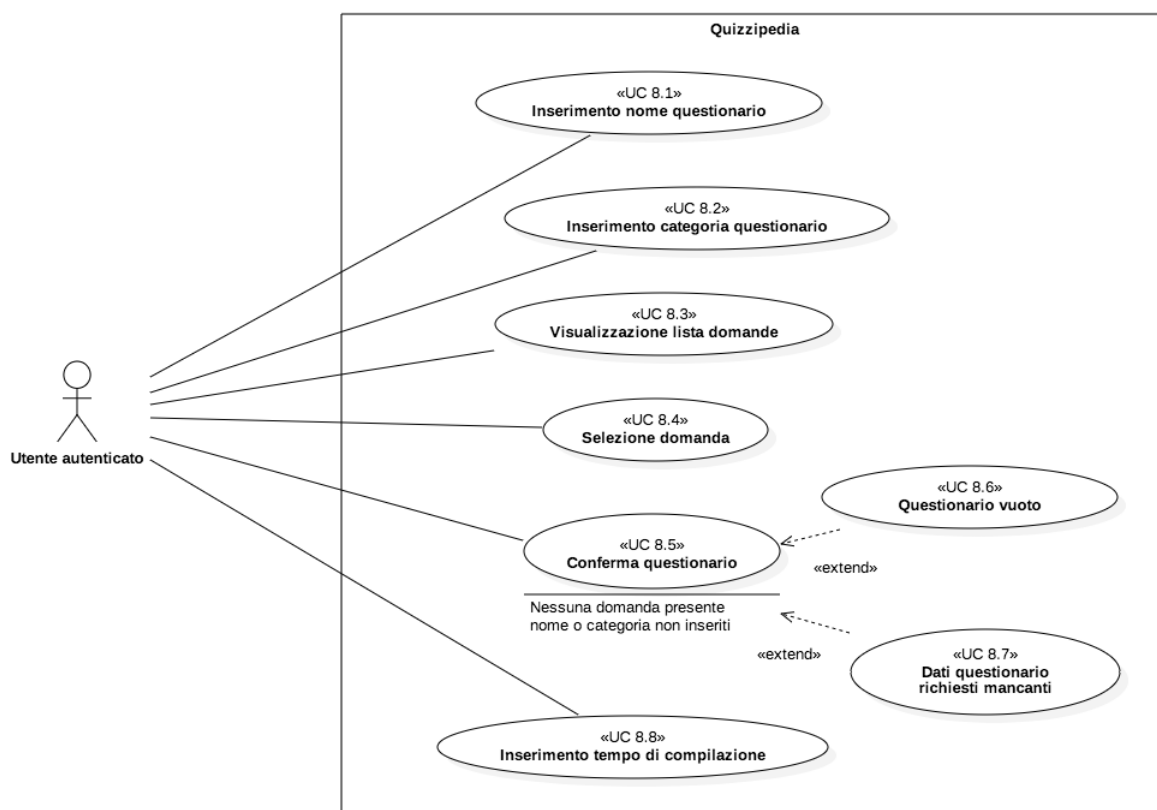 Quizzipedia
«UC 8.1»
Inserimento nome questionario
«UC 8.2»
Inserimento categoria questionario
«UC 8.3»
Visualizzazione lista domande
«UC 8.4»
Selezione domanda
Utente autenticato
«UC 8.6»
Questionario vuoto
«UC 8.5»
Conferma questionario
«extend»
Nessuna domanda presente
nome o categoria non inseriti
«extend»
«UC 8.7»
Dati questionario
richiesti mancanti
«UC 8.8»
Inserimento tempo di compilazione